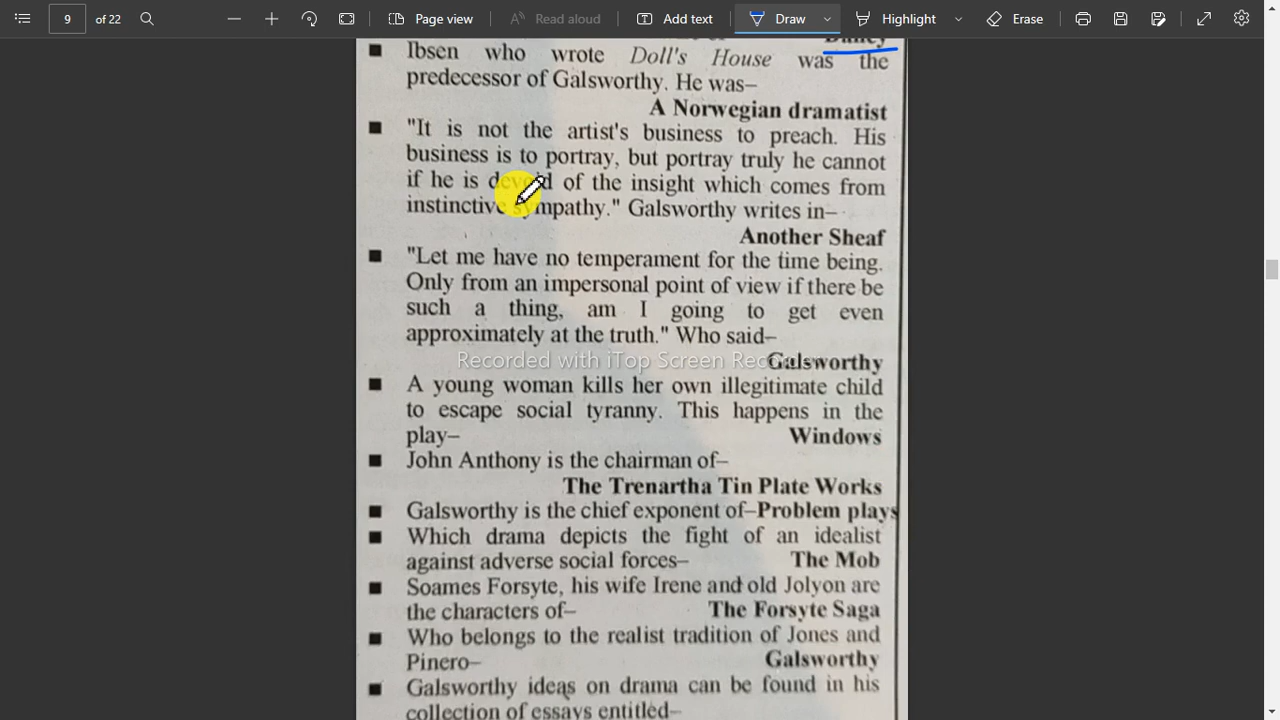 9 of 22 Page view Read aloud Add text Draw Highlight Erase
■ Ibsen who wrote Doll's House was the
predecessor of Galsworthy. He was–
A Norwegian dramatist
■ "It is not the artist's business to preach. His
business is to portray, but portray truly he cannot
if he is devoid of the insight which comes from
instinctive sympathy." Galsworthy writes in–
Another Sheaf
■ "Let me have no temperament for the time being.
Only from an impersonal point of view if there be
such a thing, am I going to get even
approximately at the truth." Who said–
Recorded with iTop Screen
Galsworthy
■ A young woman kills her own illegitimate child
to escape social tyranny. This happens in the
play– Windows
■ John Anthony is the chairman of–
The Trenartha Tin Plate Works
■ Galsworthy is the chief exponent of–Problem plays
■ Which drama depicts the fight of an idealist
against adverse social forces– The Mob
■ Soames Forsyte, his wife Irene and old Jolyon are
the characters of– The Forsyte Saga
■ Who belongs to the realist tradition of Jones and
Pinero– Galsworthy
■ Galsworthy ideas on drama can be found in his
collection of essays entitled–